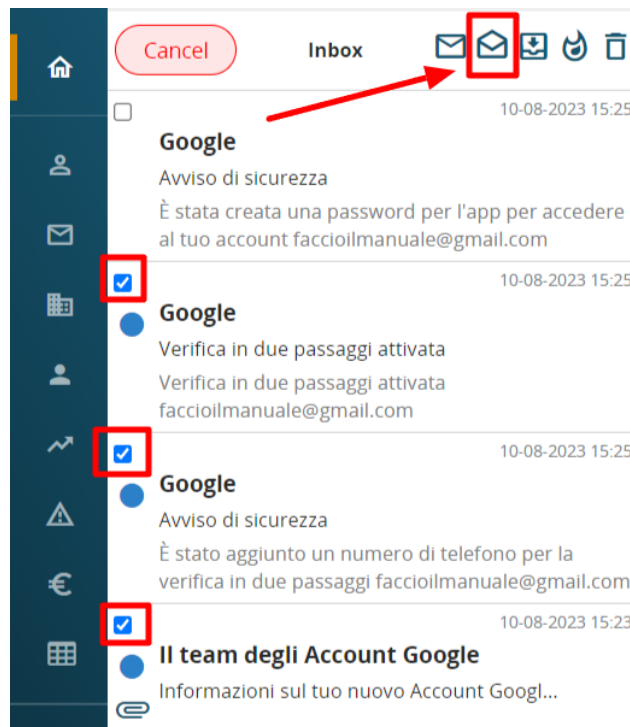 Cancel
Inbox
10-08-2023 15:25
Google
Avviso di sicurezza
È stata creata una password per l'app per accedere
al tuo account faccioilmanuale@gmail.com
10-08-2023 15:25
Google
Verifica in due passaggi attivata
Verifica in due passaggi attivata
faccioilmanuale@gmail.com
10-08-2023 15:25
Google
Avviso di sicurezza
È stato aggiunto un numero di telefono per la
verifica in due passaggi faccioilmanuale@gmail.com
10-08-2023 15:23
Il team degli Account Google
Informazioni sul tuo nuovo Account Googl...